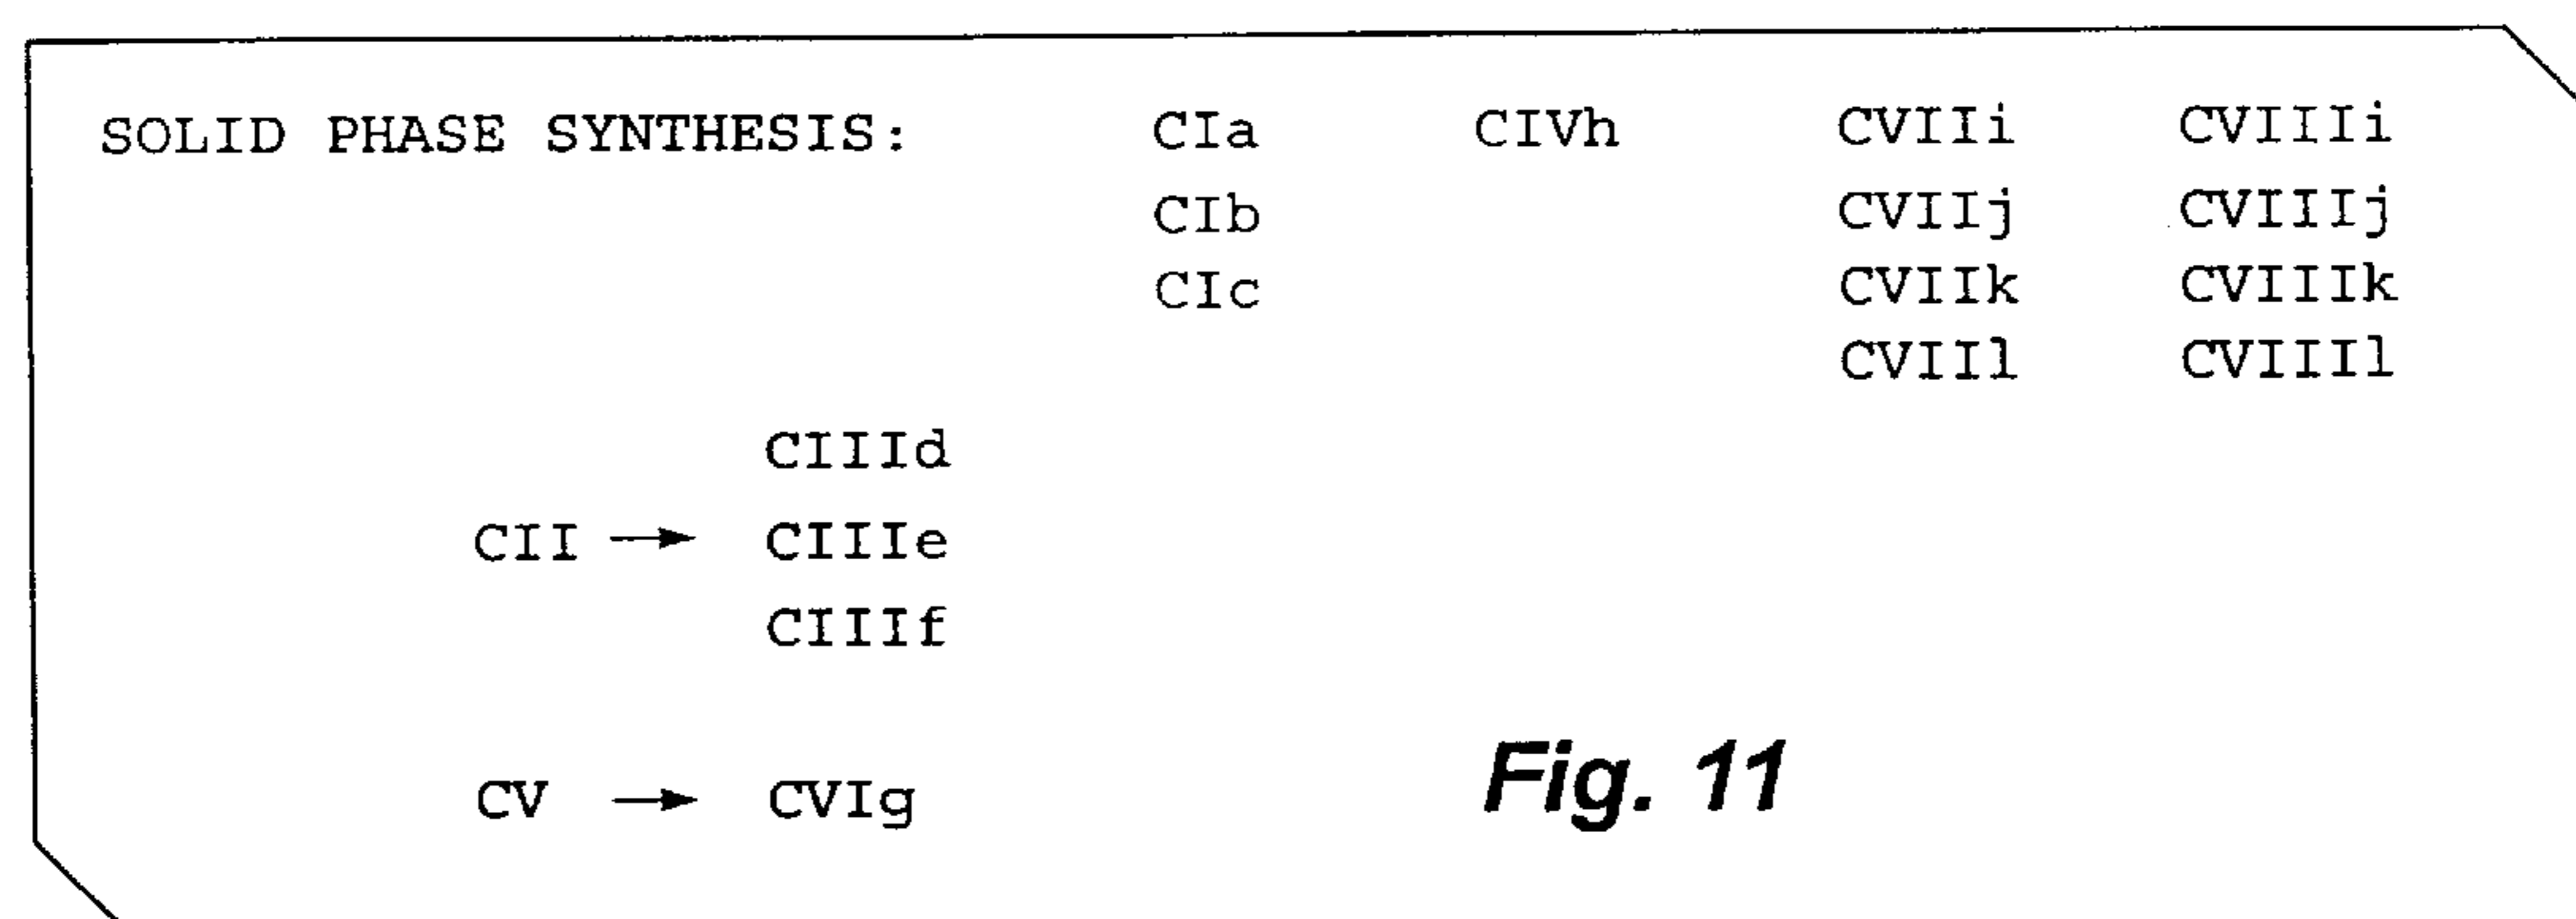 SOLID PHASE SYNTHESIS: CIa CIVh CVIIi CVIIIi
CIb CVIIj CVIIIj
CIc CVIIk CVIIIk
CVIIl CVIIIl
CIIId
CII → CIIIe
CIIIf
CV → CVIg
Fig. 11